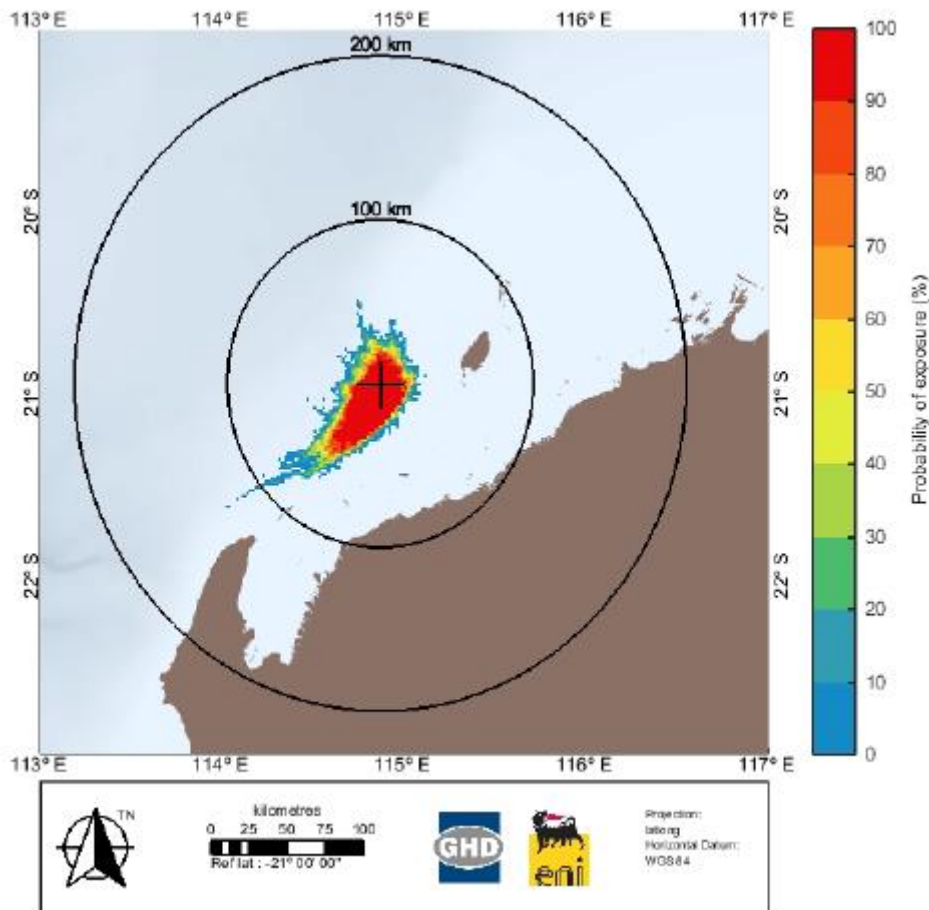 113° E 114° E 115° E 116° E 117° E
200 km
100 km
20° S 20° S
21° S 21° S
22° S 22° S
113° E 114° E 115° E 116° E 117° E
100
90
80
70
60
50
40
30
20
10
0
Probability of exposure (%)
TN
kilometres
0 25 50 75 100
Ref lat : -21° 00' 00"
GHD
eni
Projection:
latlong
Horizontal Datum:
WGS84